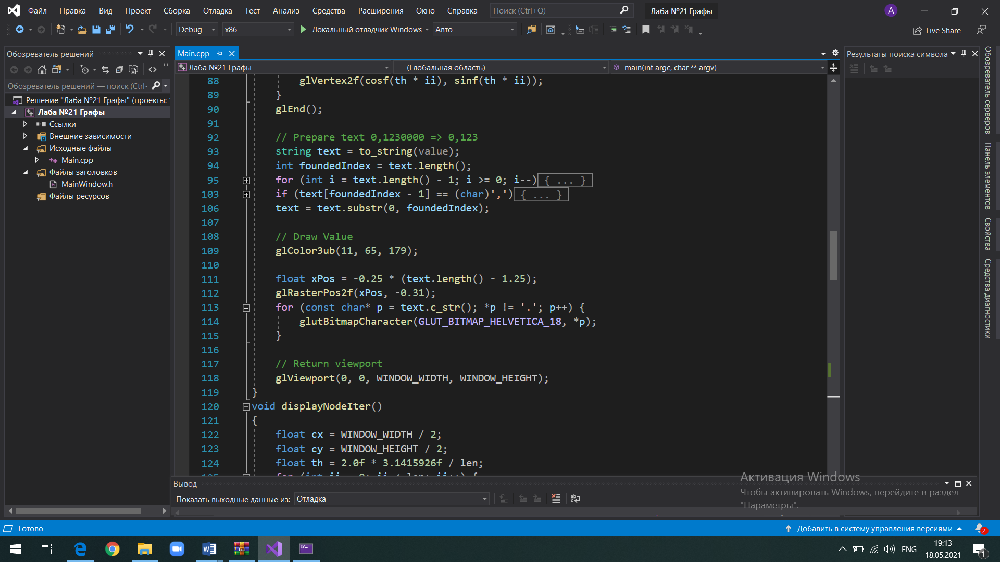 Файл Правка Вид Проект Сборка Отладка Тест Анализ Средства Расширения Окно Справка Поиск (Ctrl+Q) Лаба №21 Графы A
Debug x86 Локальный отладчик Windows Авто Live Share
Обозреватель решений
Обозреватель решений — поиск (Ctrl+
Решение "Лаба №21 Графы" (проекты:
Лаба №21 Графы
Ссылки
Внешние зависимости
Исходные файлы
Main.cpp
Файлы заголовков
MainWindow.h
Файлы ресурсов
Main.cpp
Лаба №21 Графы (Глобальная область) main(int argc, char ** argv)
88 glVertex2f(cosf(th * ii), sinf(th * ii));
89 }
90 glEnd();
91
92 // Prepare text 0,1230000 => 0,123
93 string text = to_string(value);
94 int foundedIndex = text.length();
95 for (int i = text.length() - 1; i >= 0; i--){ ... }
103 if (text[foundedIndex - 1] == (char)','){ ... }
106 text = text.substr(0, foundedIndex);
107
108 // Draw Value
109 glColor3ub(11, 65, 179);
110
111 float xPos = -0.25 * (text.length() - 1.25);
112 glRasterPos2f(xPos, -0.31);
113 for (const char* p = text.c_str(); *p != '.'; p++) {
114 glutBitmapCharacter(GLUT_BITMAP_HELVETICA_18, *p);
115 }
116
117 // Return viewport
118 glViewport(0, 0, WINDOW_WIDTH, WINDOW_HEIGHT);
119 }
120 void displayNodeIter()
121 {
122 float cx = WINDOW_WIDTH / 2;
123 float cy = WINDOW_HEIGHT / 2;
124 float th = 2.0f * 3.1415926f / len;
Результаты поиска символа
Обозреватель серверов
Панель элементов
Свойства
Средства диагностики
Вывод
Показать выходные данные из: Отладка
Активация Windows
Чтобы активировать Windows, перейдите в раздел
"Параметры".
Готово Добавить в систему управления версиями 2
ENG 19:13
18.05.2021
1